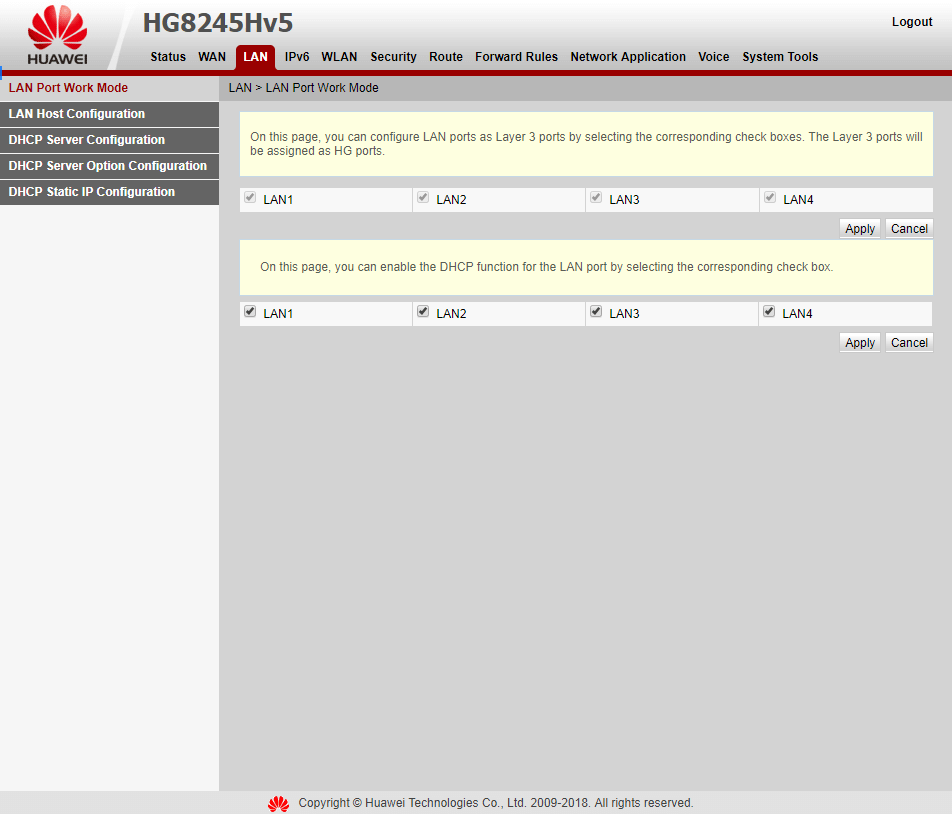 HUAWEI
HG8245Hv5
Logout
Status WAN LAN IPv6 WLAN Security Route Forward Rules Network Application Voice System Tools
LAN Port Work Mode
LAN Host Configuration
DHCP Server Configuration
DHCP Server Option Configuration
DHCP Static IP Configuration
LAN > LAN Port Work Mode
On this page, you can configure LAN ports as Layer 3 ports by selecting the corresponding check boxes. The Layer 3 ports will
be assigned as HG ports.
LAN1 LAN2 LAN3 LAN4
Apply Cancel
On this page, you can enable the DHCP function for the LAN port by selecting the corresponding check box.
LAN1 LAN2 LAN3 LAN4
Apply Cancel
Copyright © Huawei Technologies Co., Ltd. 2009-2018. All rights reserved.